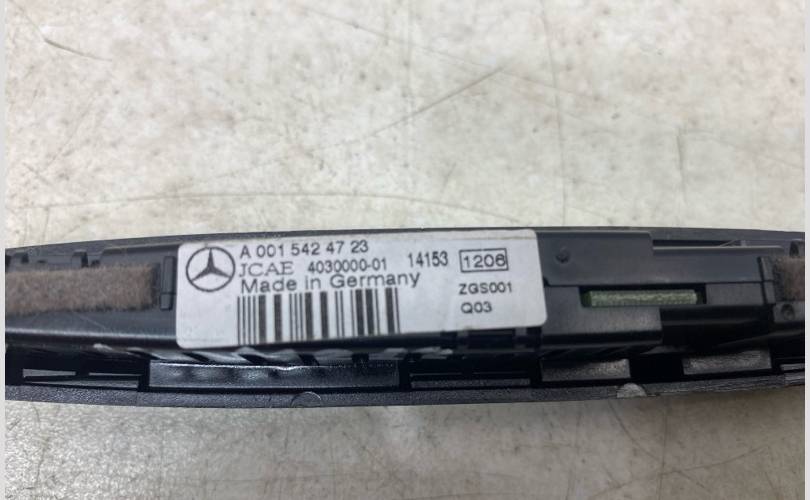 A 001 542 47 23
JCAE 4030000-01 14153 1206
Made in Germany ZGS001
Q03